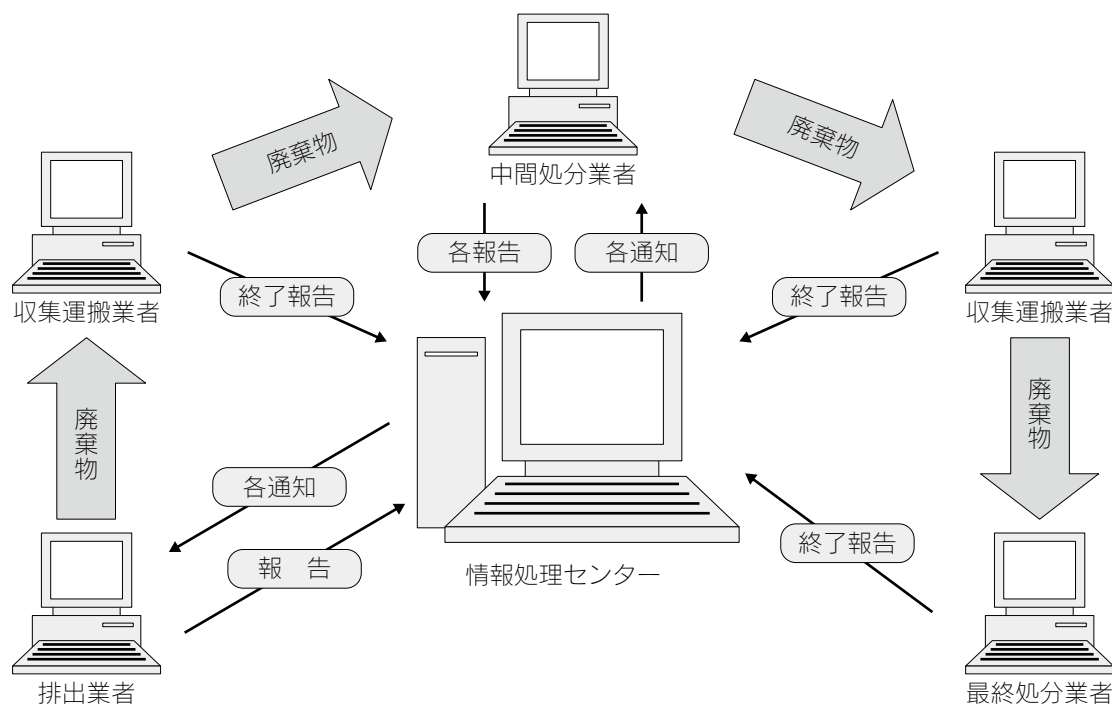 廃棄物
中間処分業者
廃棄物
収集運搬業者
各報告
各通知
収集運搬業者
終了報告
終了報告
廃棄物
廃棄物
各通知
報　告
終了報告
情報処理センター
排出業者
最終処分業者